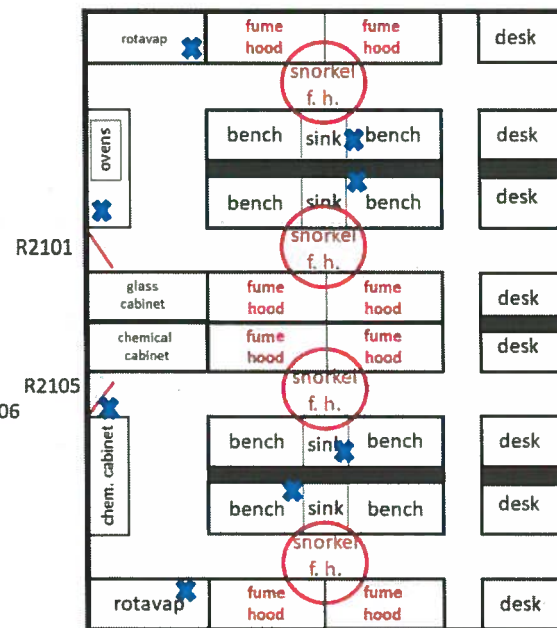 rotavap
fume hood
fume hood
desk
snorkel
f. h.
ovens
bench
sink
bench
desk
bench
sink
bench
desk
snorkel
f. h.
R2101
glass
cabinet
fume
hood
fume
hood
desk
chemical
cabinet
fume
hood
fume
hood
desk
R2105
06
snorkel
f. h.
chem. cabinet
bench
sink
bench
desk
bench
sink
bench
desk
snorkel
f. h.
rotavap
fume
hood
fume
hood
desk